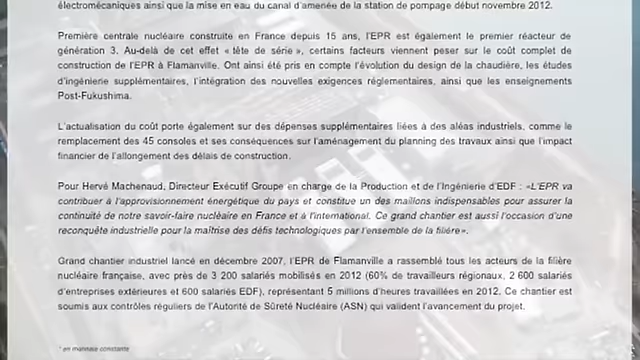 électromécaniques ainsi que la mise en eau du canal d'amenée de la station de pompage début novembre 2012.
Première centrale nucléaire construite en France depuis 15 ans, l'EPR est également le premier réacteur de
génération 3. Au-delà de cet effet « tête de série », certains facteurs viennent peser sur le coût complet de
construction de l'EPR à Flamanville. Ont ainsi été pris en compte l'évolution du design de la chaudière, les études
d'ingénierie supplémentaires, l'intégration des nouvelles exigences réglementaires, ainsi que les enseignements
Post-Fukushima.
L'actualisation du coût porte également sur des dépenses supplémentaires liées à des aléas industriels, comme le
remplacement des 45 consoles et ses conséquences sur l'aménagement du planning des travaux ainsi que l'impact
financier de l'allongement des délais de construction.
Pour Hervé Machenaud, Directeur Exécutif Groupe en charge de la Production et de l'Ingénierie d'EDF : «L'EPR va
contribuer à l'approvisionnement énergétique du pays et constitue un des maillons indispensables pour assurer la
continuité de notre savoir-faire nucléaire en France et à l'international. Ce grand chantier est aussi l'occasion d'une
reconquête industrielle pour la maîtrise des défis technologiques par l'ensemble de la filière».
Grand chantier industriel lancé en décembre 2007, l'EPR de Flamanville a rassemblé tous les acteurs de la filière
nucléaire française, avec près de 3 200 salariés mobilisés en 2012 (60% de travailleurs régionaux, 2 600 salariés
d'entreprises extérieures et 600 salariés EDF), représentant 5 millions d'heures travaillées en 2012. Ce chantier est
soumis aux contrôles réguliers de l'Autorité de Sûreté Nucléaire (ASN) qui valident l'avancement du projet.
* en monnaie constante